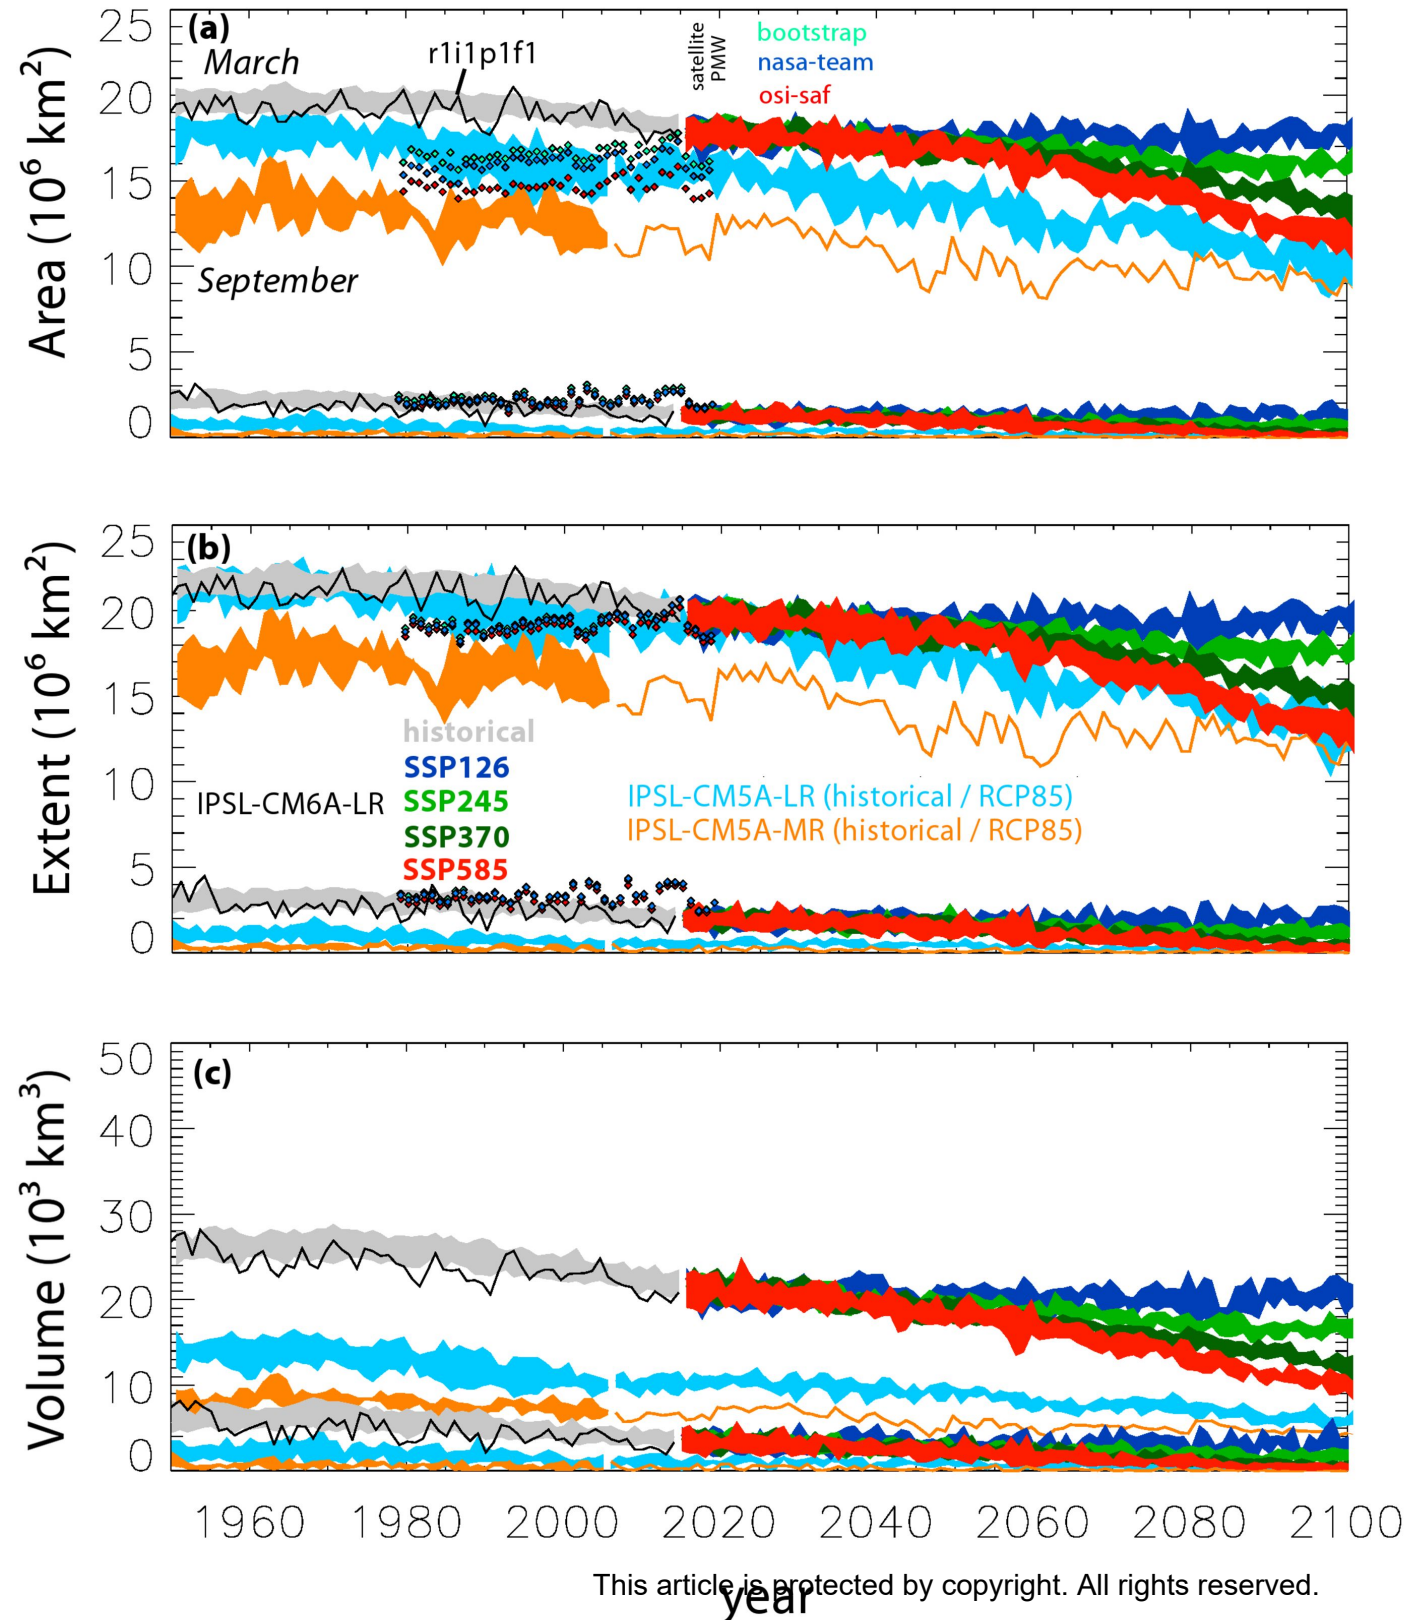 (a)
March
r1i1p1f1
satellite
PMW
bootstrap
nasa-team
osi-saf
September
Area (10⁶ km²)
25
20
15
10
5
0
(b)
historical
SSP126
SSP245
SSP370
SSP585
IPSL-CM6A-LR
IPSL-CM5A-LR (historical / RCP85)
IPSL-CM5A-MR (historical / RCP85)
Extent (10⁶ km²)
25
20
15
10
5
0
(c)
Volume (10³ km³)
50
40
30
20
10
0
1960 1980 2000 2020 2040 2060 2080 2100
year
This article is protected by copyright. All rights reserved.